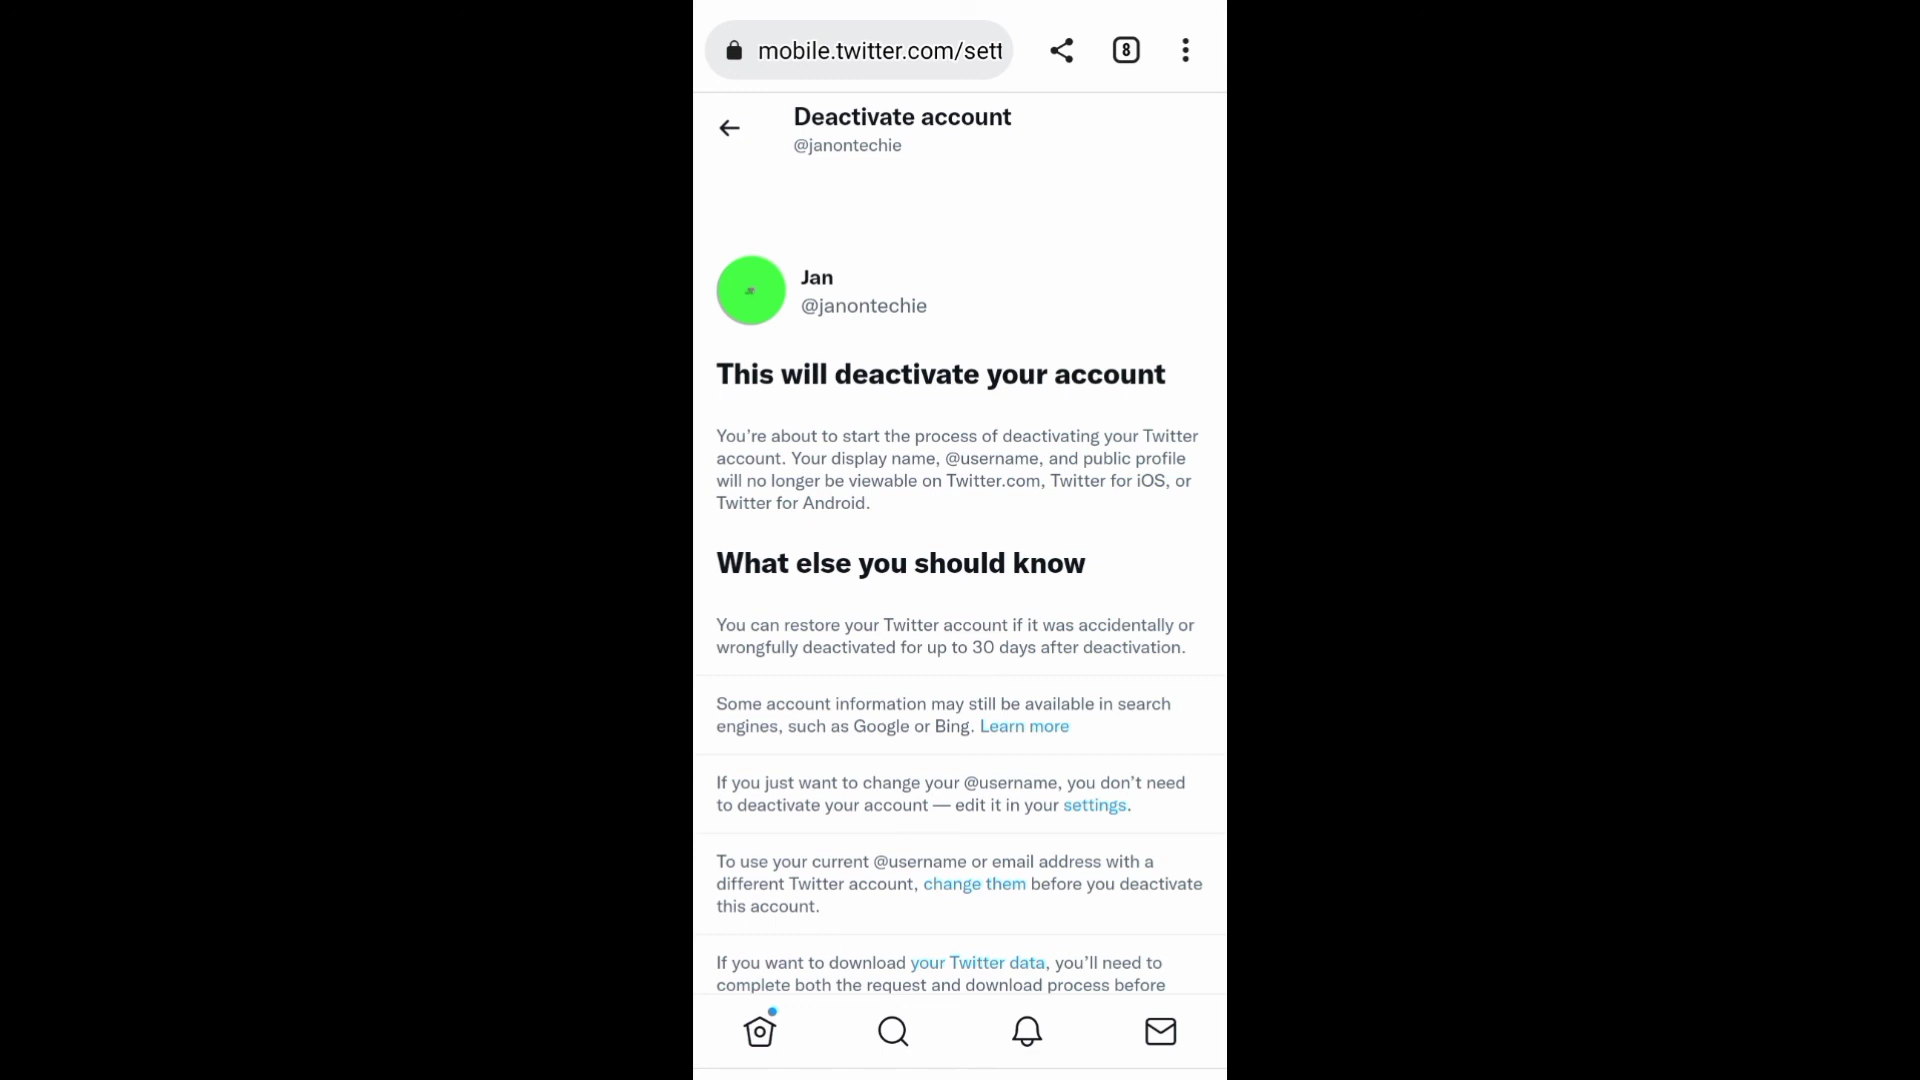 mobile.twitter.com/sett
8
Deactivate account
@janontechie
Jan
@janontechie
This will deactivate your account
You’re about to start the process of deactivating your Twitter
account. Your display name, @username, and public profile
will no longer be viewable on Twitter.com, Twitter for iOS, or
Twitter for Android.
What else you should know
You can restore your Twitter account if it was accidentally or
wrongfully deactivated for up to 30 days after deactivation.
Some account information may still be available in search
engines, such as Google or Bing. Learn more
If you just want to change your @username, you don’t need
to deactivate your account — edit it in your settings.
To use your current @username or email address with a
different Twitter account, change them before you deactivate
this account.
If you want to download your Twitter data, you’ll need to
complete both the request and download process before